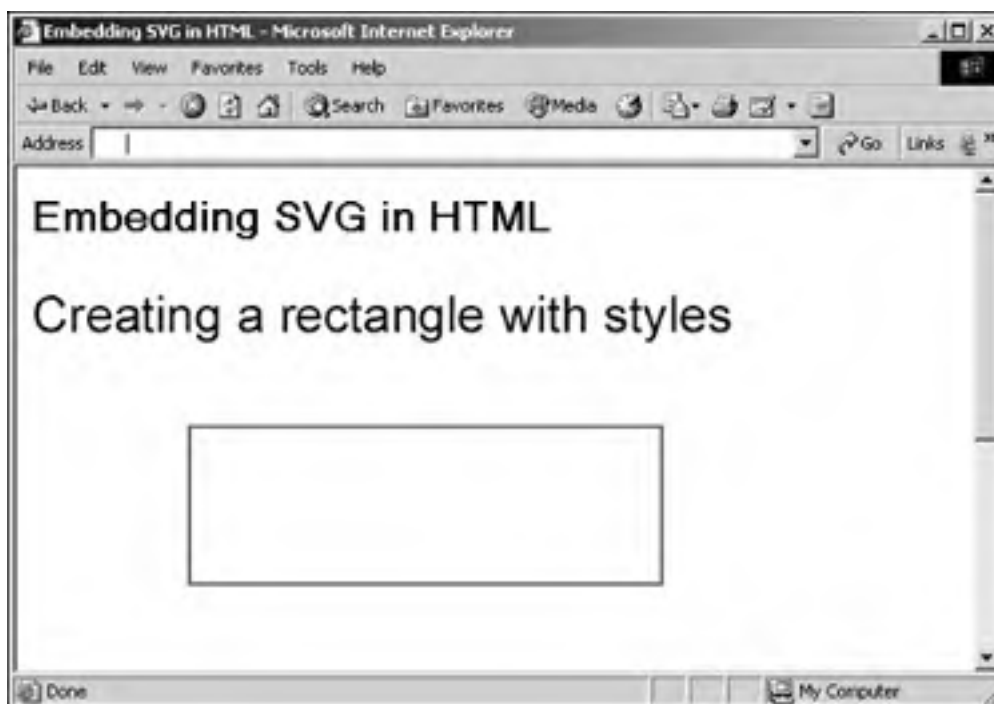 Embedding SVG in HTML - Microsoft Internet Explorer
File Edit View Favorites Tools Help
Back Search Favorites Media
Address Go Links »
Embedding SVG in HTML
Creating a rectangle with styles
Done My Computer